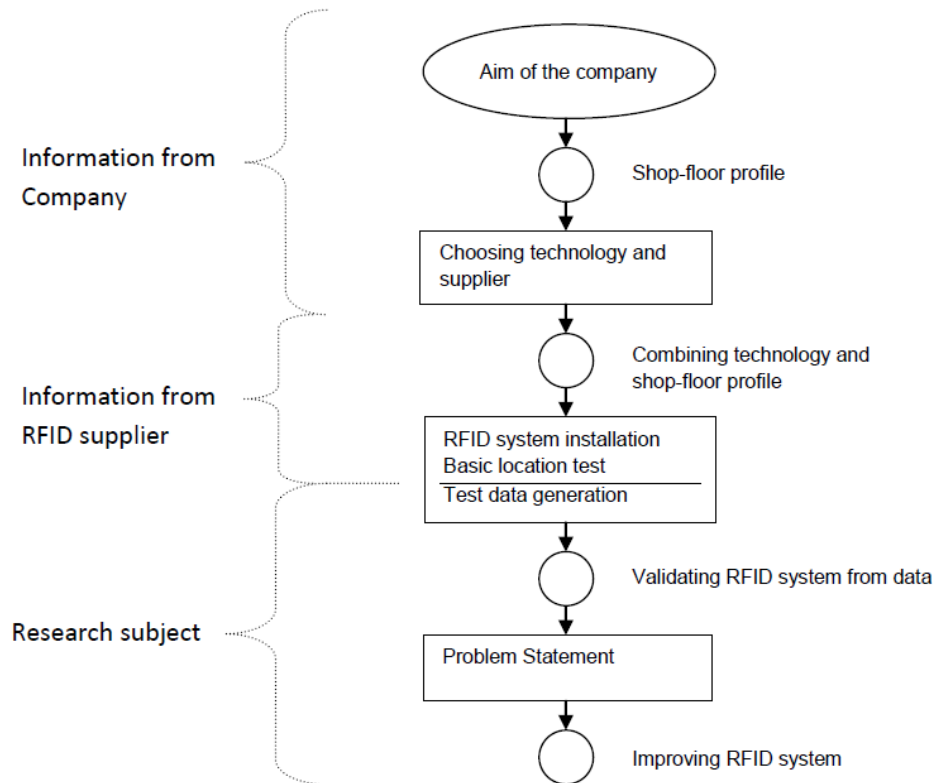 Aim of the company
Information from
Company
Shop-floor profile
Choosing technology and
supplier
Combining technology and
shop-floor profile
Information from
RFID supplier
RFID system installation
Basic location test
Test data generation
Validating RFID system from data
Research subject
Problem Statement
Improving RFID system